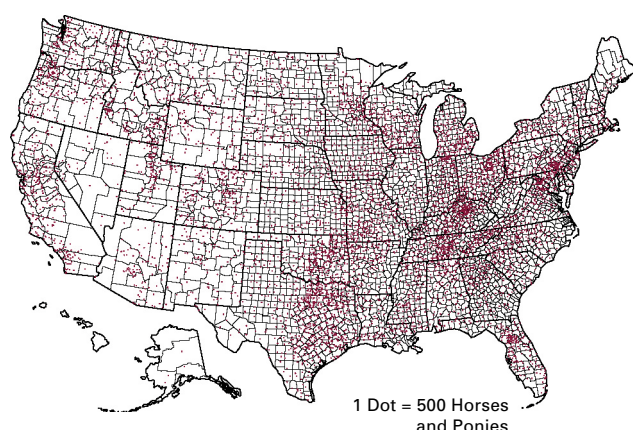 1 Dot = 500 Horses
and Ponies